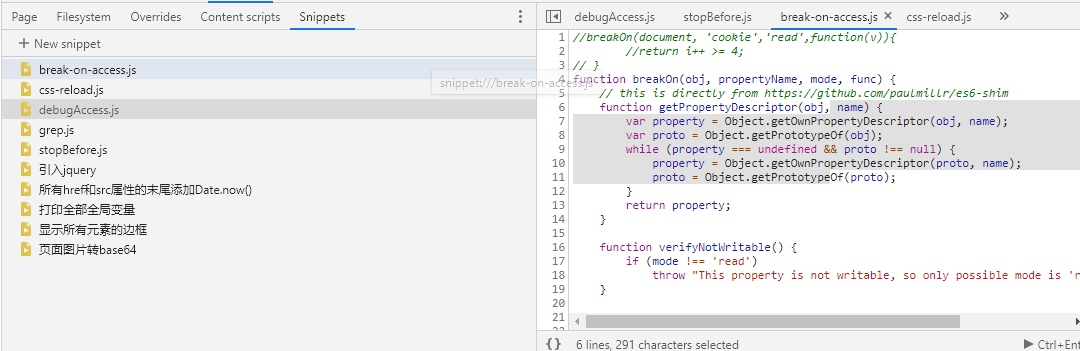 Page Filesystem Overrides Content scripts Snippets
+ New snippet
break-on-access.js
css-reload.js
debugAccess.js
grep.js
stopBefore.js
引入jquery
所有href和src属性的末尾添加Date.now()
打印全部全局变量
显示所有元素的边框
页面图片转base64
snippet:///break-on-access.js
debugAccess.js stopBefore.js break-on-access.js × css-reload.js »
1 //breakOn(document, 'cookie','read',function(v)){
2 //return i++ >= 4;
3 // }
4 function breakOn(obj, propertyName, mode, func) {
5 // this is directly from https://github.com/paulmillr/es6-shim
6 function getPropertyDescriptor(obj, name) {
7 var property = Object.getOwnPropertyDescriptor(obj, name);
8 var proto = Object.getPrototypeOf(obj);
9 while (property === undefined && proto !== null) {
10 property = Object.getOwnPropertyDescriptor(proto, name);
11 proto = Object.getPrototypeOf(proto);
12 }
13 return property;
14 }
15
16 function verifyNotWritable() {
17 if (mode !== 'read')
18 throw "This property is not writable, so only possible mode is 'r
19 }
20
21
{} 6 lines, 291 characters selected
Ctrl+Ent